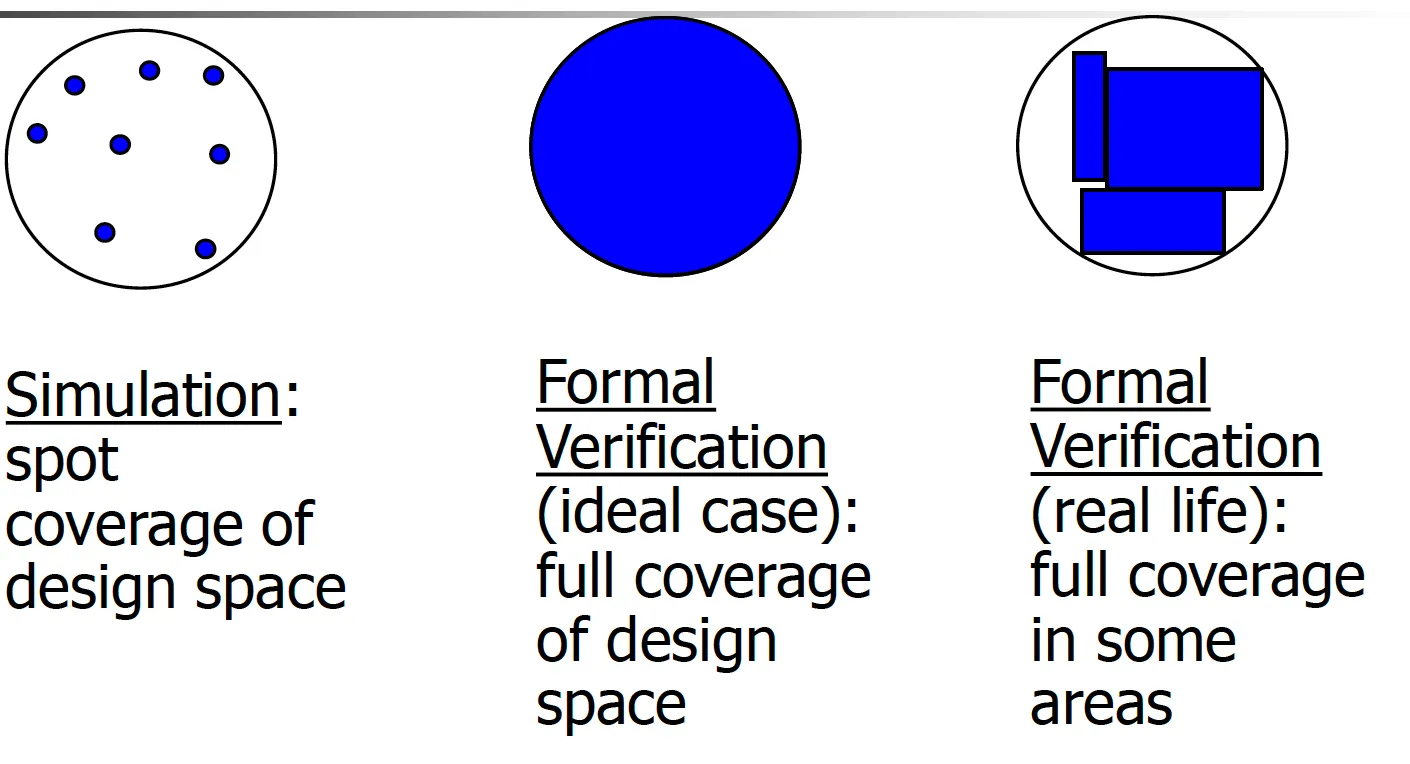 Simulation:
spot
coverage of
design space
Formal
Verification
(ideal case):
full coverage
of design
space
Formal
Verification
(real life):
full coverage
in some
areas